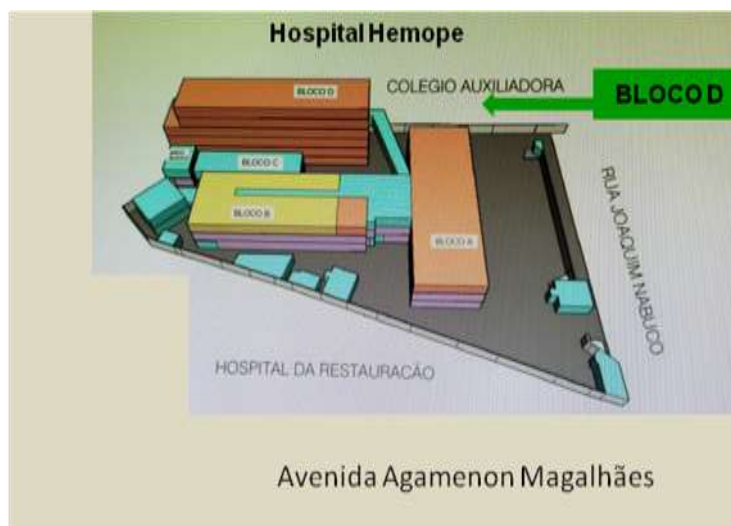 Hospital Hemope
COLEGIO AUXILIADORA
BLOCO D
BLOCO D
BLOCO C
BLOCO B
BLOCO A
RUA JOAQUIM NABUCO
HOSPITAL DA RESTAURACÃO
Avenida Agamenon Magalhães